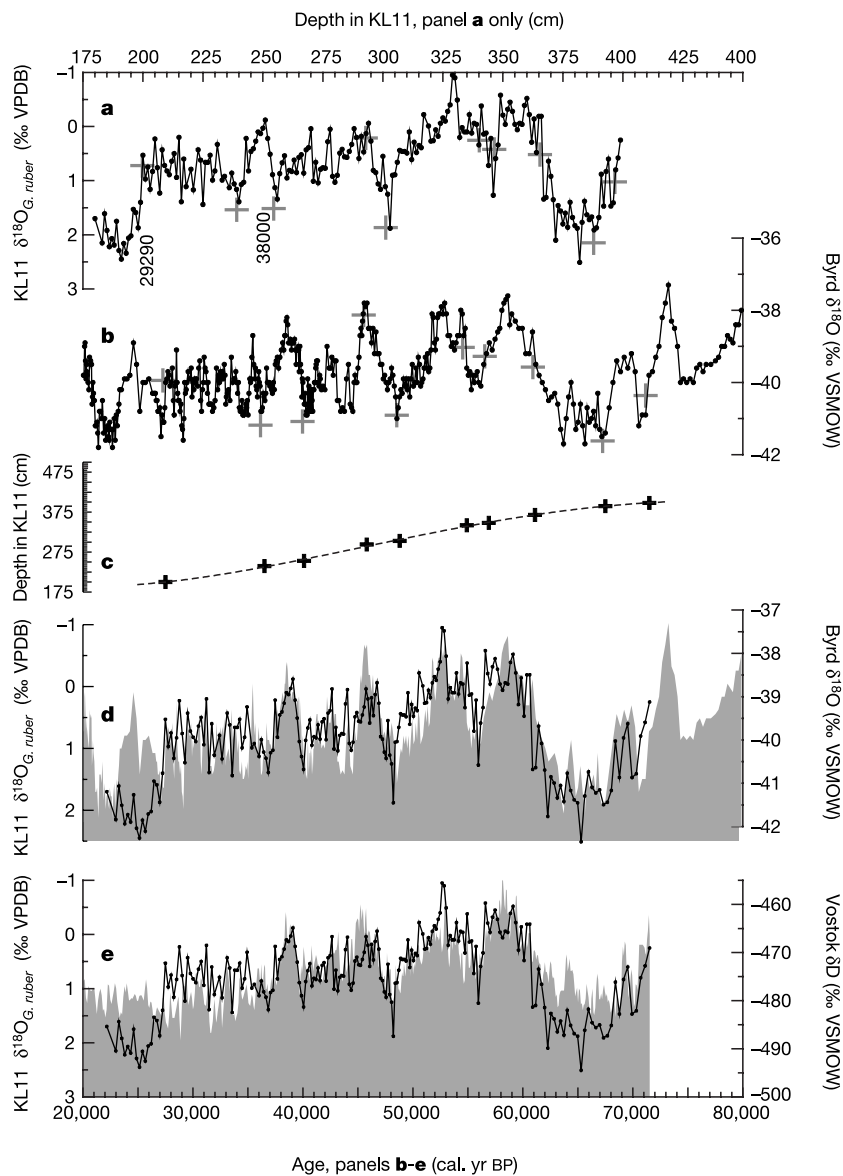 Depth in KL11, panel a only (cm)
175 200 225 250 275 300 325 350 375 400 425 400
–1
0
1
2
3
KL11 δ18OG. ruber (‰ VPDB)
a
29290
38000
–36
–38
–40
–42
Byrd δ18O (‰ VSMOW)
b
475
375
275
175
Depth in KL11 (cm)
c
–1
0
1
2
KL11 δ18OG. ruber (‰ VPDB)
d
–37
–38
–39
–40
–41
–42
Byrd δ18O (‰ VSMOW)
–1
0
1
2
3
KL11 δ18OG. ruber (‰ VPDB)
e
–460
–470
–480
–490
–500
Vostok δD (‰ VSMOW)
20,000 30,000 40,000 50,000 60,000 70,000 80,000
Age, panels b-e (cal. yr BP)